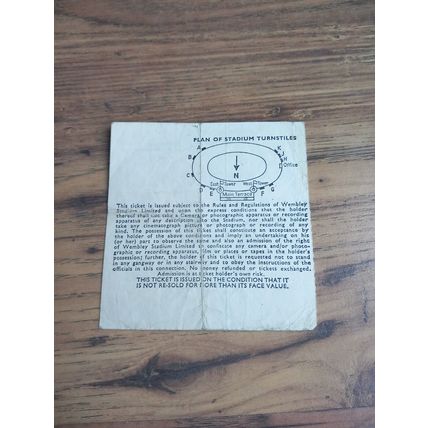 PLAN OF STADIUM TURNSTILES
A
K
J
B
H
Office
C
N
East Tower
West Tower
D
G
E
Main Terrace
F
This ticket is issued subject to the Rules and Regulations of Wembley
Stadium Limited and upon the express conditions that the holder
thereof shall not take a Camera or photographic apparatus or recording
apparatus of any description into the Stadium, nor shall the holder
take any cinematograph picture or photograph or recording of any
kind. The possession of this ticket shall constitute an acceptance by
the holder of the above conditions and imply an undertaking on his
(or her) part to observe the same and also an admission of the right
of Wembley Stadium Limited to confiscate any camera and/or photo-
graphic or recording apparatus, film or plates or tapes in the holder's
possession; further, the holder of this ticket is requested not to stand
in any gangway or in any stairway and to obey the instructions of the
officials in this connection. No money refunded or tickets exchanged.
Admission is at ticket holder's own risk.
THIS TICKET IS ISSUED ON THE CONDITION THAT IT
IS NOT RE-SOLD FOR MORE THAN ITS FACE VALUE.